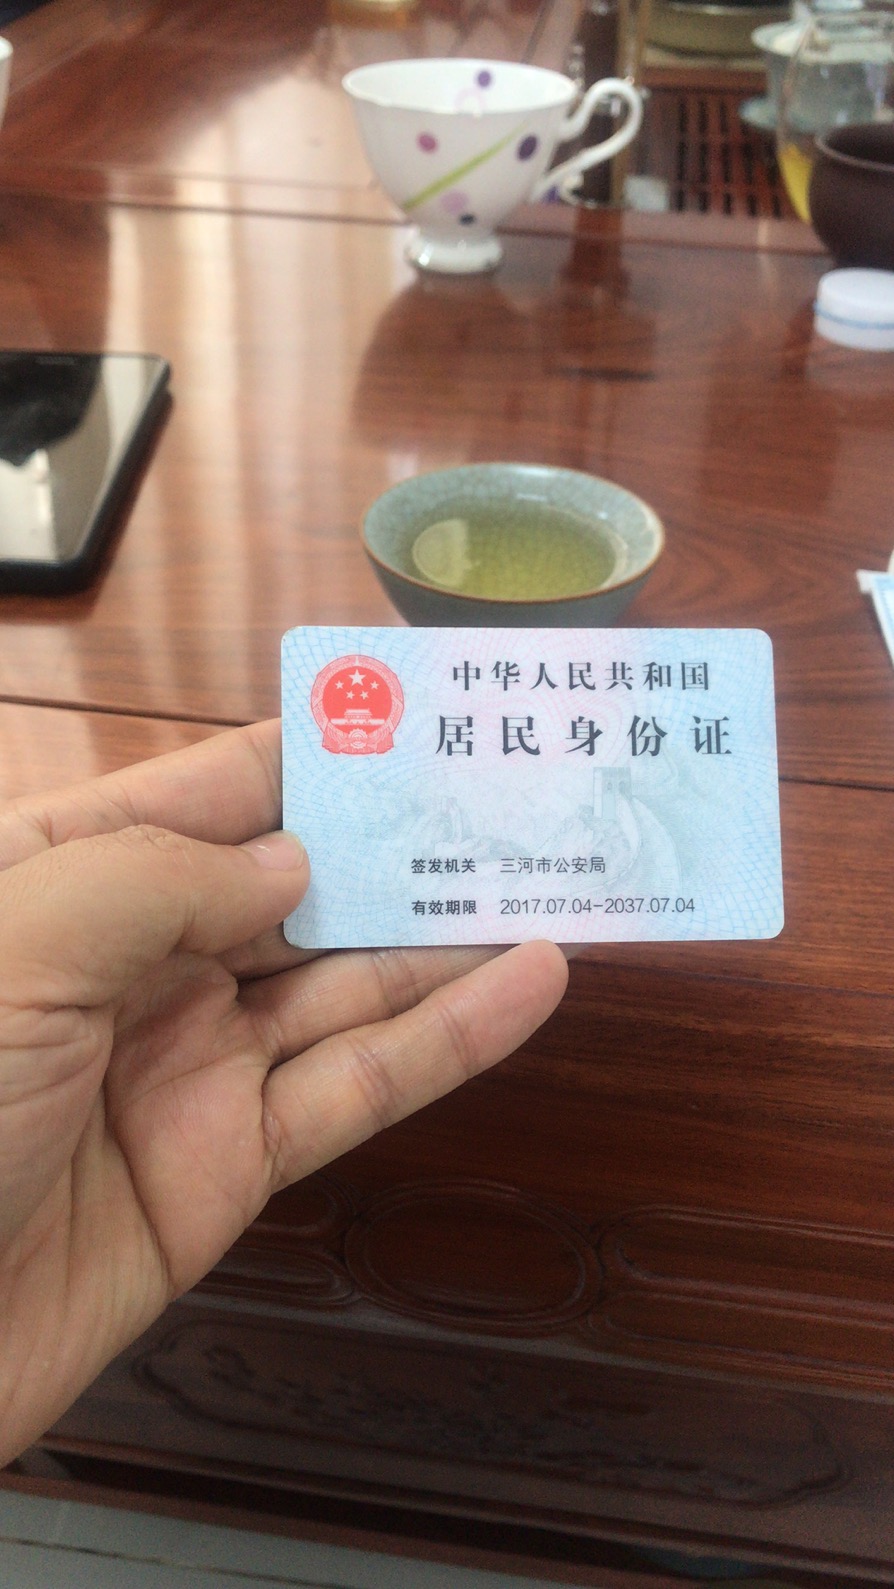 中华人民共和国
居民身份证
签发机关 三河市公安局
有效期限 2017.07.04-2037.07.04